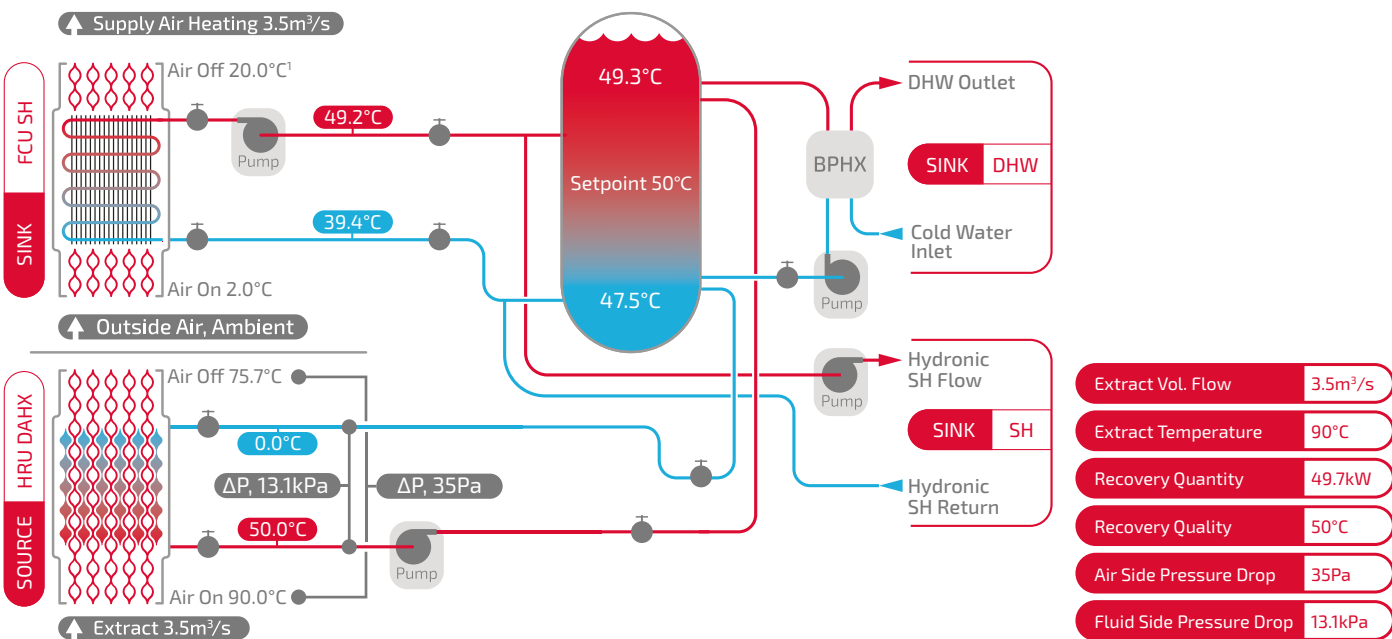 Supply Air Heating 3.5m³/s
Air Off 20.0°C¹
FCU SH
SINK
Pump
49.2°C
39.4°C
Air On 2.0°C
Outside Air, Ambient
49.3°C
Setpoint 50°C
47.5°C
BPHX
Pump
DHW Outlet
SINK DHW
Cold Water
Inlet
HRU DAHX
SOURCE
Air Off 75.7°C
0.0°C
ΔP, 13.1kPa
ΔP, 35Pa
50.0°C
Pump
Air On 90.0°C
Extract 3.5m³/s
Pump
Hydronic
SH Flow
SINK SH
Hydronic
SH Return
Extract Vol. Flow 3.5m³/s
Extract Temperature 90°C
Recovery Quantity 49.7kW
Recovery Quality 50°C
Air Side Pressure Drop 35Pa
Fluid Side Pressure Drop 13.1kPa